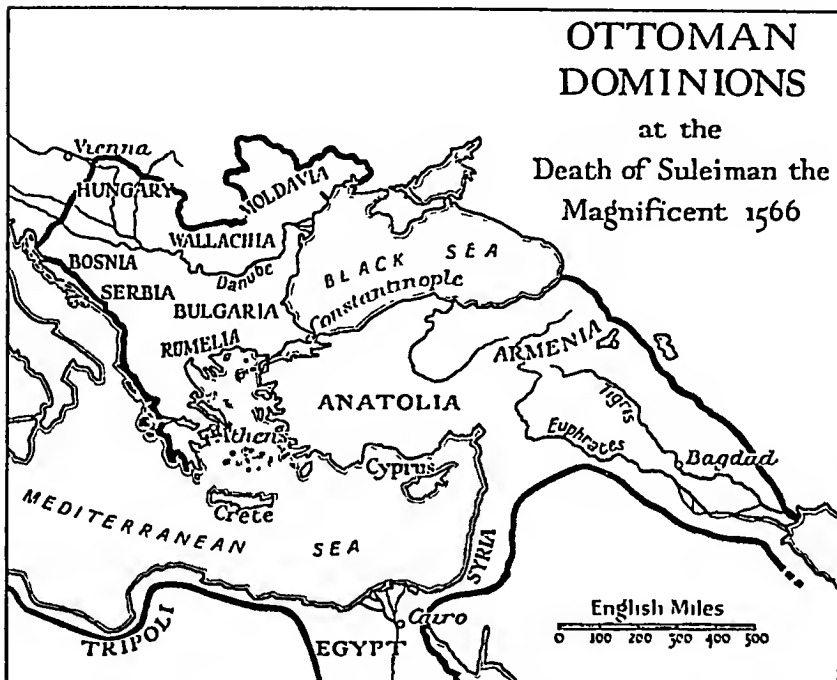 OTTOMAN
DOMINIONS
at the
Death of Suleiman the
Magnificent 1566
Vienna
HUNGARY
MOLDAVIA
WALLACHIA
BOSNIA
Danube
SERBIA
BULGARIA
BLACK SEA
Constantinople
RUMELIA
ARMENIA
ANATOLIA
Tigris
Euphrates
Athens
Bagdad
Cyprus
Crete
MEDITERRANEAN SEA
SYRIA
TRIPOLI
EGYPT
Cairo
English Miles
0 100 200 300 400 500